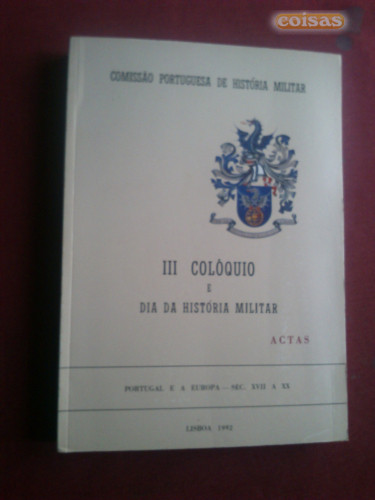 coisas
COMISSÃO PORTUGUESA DE HISTÓRIA MILITAR
III COLÓQUIO
E
DIA DA HISTÓRIA MILITAR
ACTAS
PORTUGAL E A EUROPA — SEC. XVII A XX
LISBOA 1992